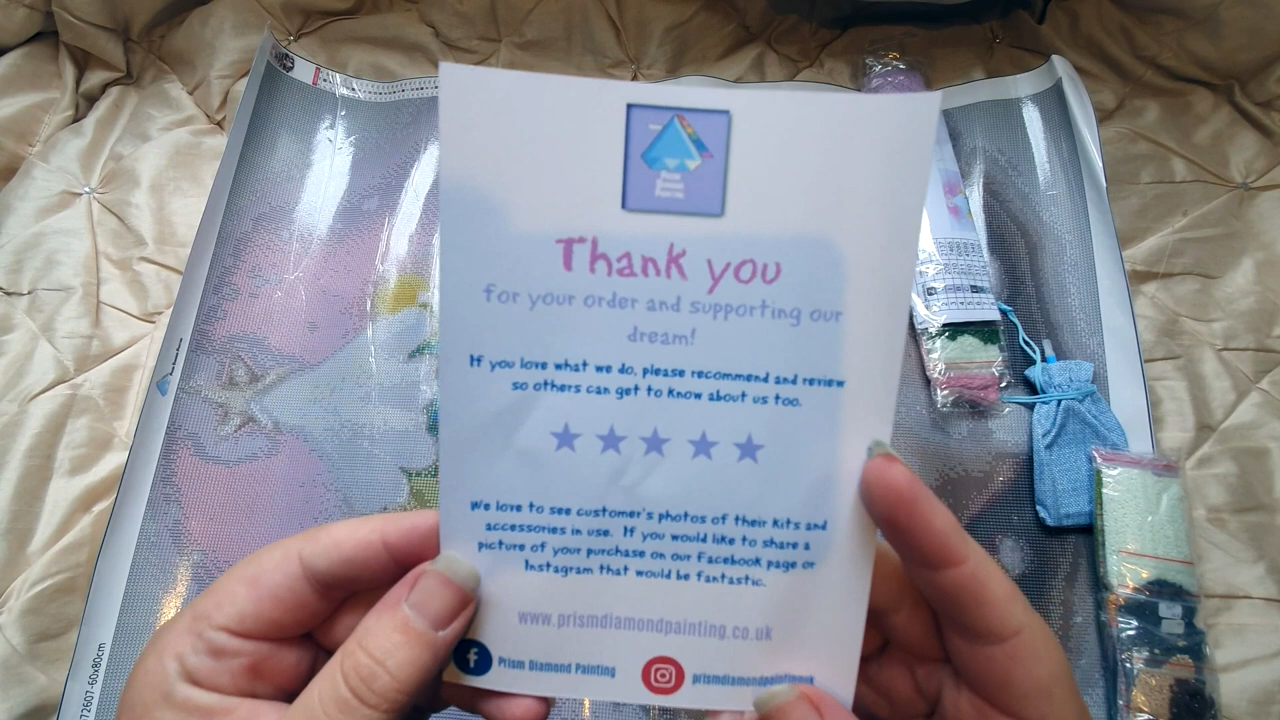 Thank you
for your order and supporting our
dream!
If you love what we do, please recommend and review
so others can get to know about us too.
We love to see customer's photos of their kits and
accessories in use. If you would like to share a
picture of your purchase on our Facebook page or
Instagram that would be fantastic.
www.prismdiamondpainting.co.uk
Prism Diamond Painting
prismdiamondpaintinguk
72607-60x80cm